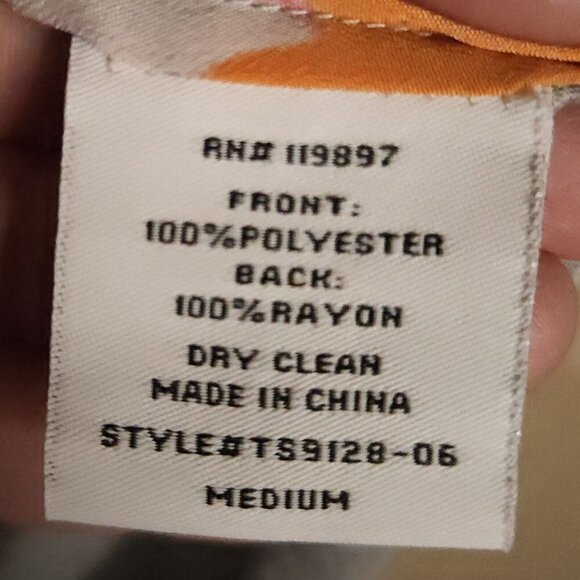 RN# 119897
FRONT:
100%POLYESTER
BACK:
100%RAYON
DRY CLEAN
MADE IN CHINA
STYLE#TS9128-06
MEDIUM